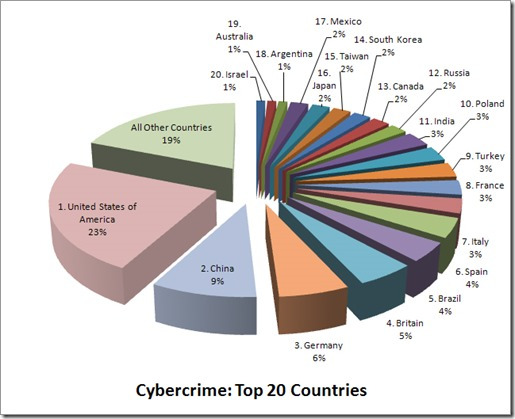 19.
Australia
1%
20. Israel
1%
18. Argentina
1%
17. Mexico
2%
16.
Japan
2%
15. Taiwan
2%
14. South Korea
2%
13. Canada
2%
12. Russia
2%
11. India
3%
10. Poland
3%
9. Turkey
3%
8. France
3%
7. Italy
3%
6. Spain
4%
5. Brazil
4%
4. Britain
5%
3. Germany
6%
2. China
9%
1. United States of
America
23%
All Other Countries
19%
Cybercrime: Top 20 Countries